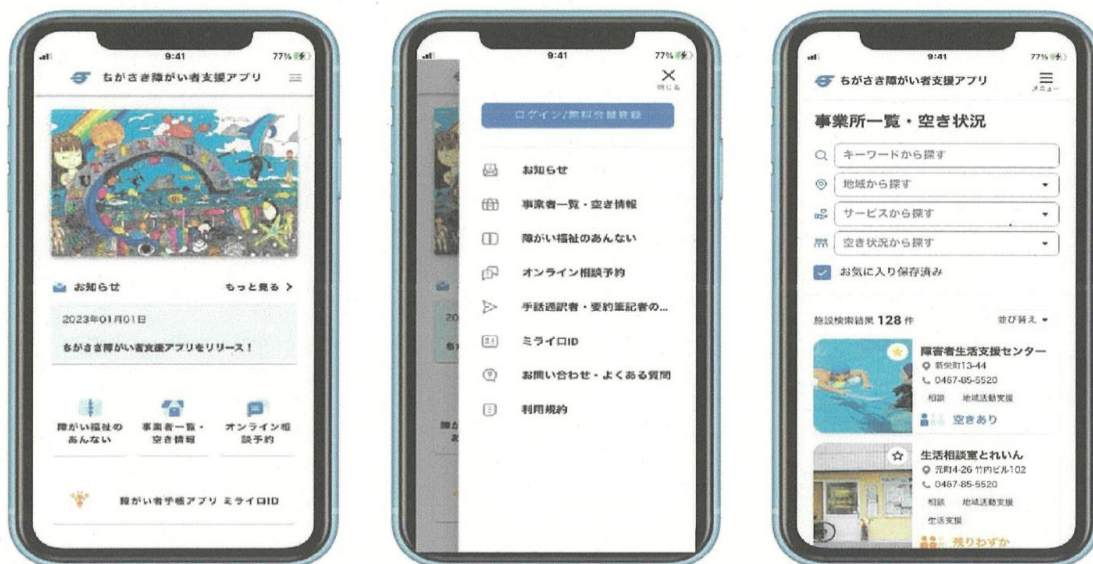 9:41
77%
ちがさき障がい者支援アプリ
お知らせ
もっと見る
2023年01月01日
ちがさき障がい者支援アプリをリリース！
障がい福祉の
あんない
事業者一覧・
空き情報
オンライン相
談予約
障がい者手帳アプリ ミライロID
9:41
77%
閉じる
ログイン/無料会員登録
お知らせ
事業者一覧・空き情報
障がい福祉のあんない
オンライン相談予約
手話通訳者・要約筆記者の...
ミライロID
お問い合わせ・よくある質問
利用規約
9:41
77%
ちがさき障がい者支援アプリ
メニュー
事業所一覧・空き状況
キーワードから探す
地域から探す
サービスから探す
空き状況から探す
お気に入り保存済み
施設検索結果 128 件
並び替え
障害者生活支援センター
新栄町13-44
0467-85-5520
相談 地域活動支援
空きあり
生活相談室とれいん
元町4-26 竹内ビル102
0467-85-5520
相談 地域活動支援
生活支援
残りわずか